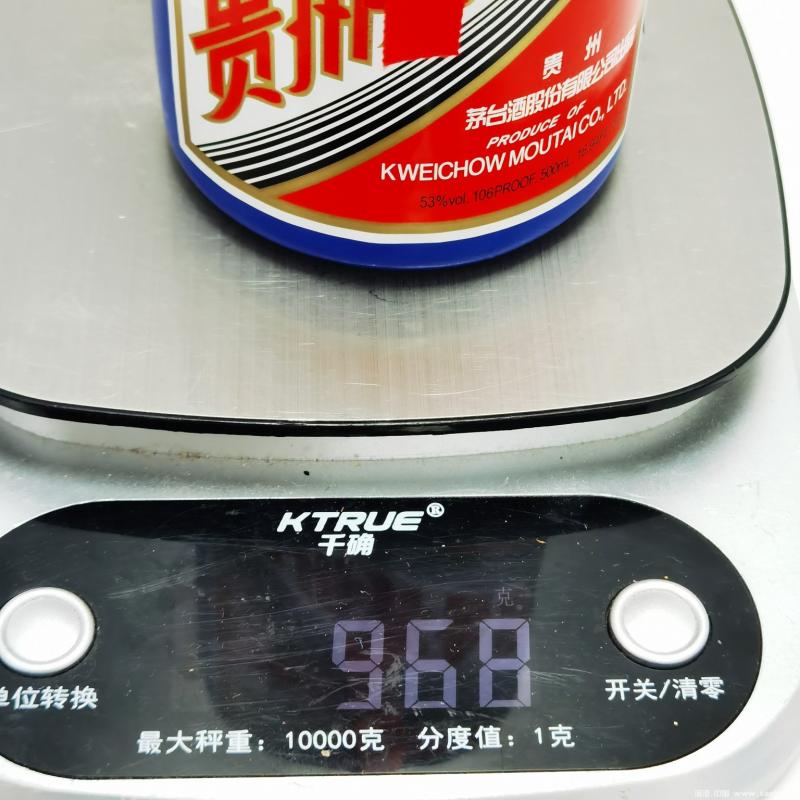 贵州
贵 州
茅台酒股份有限公司出品
PRODUCE OF
KWEICHOW MOUTAI CO., LTD.
53%vol. 106PROOF. 500mL
KTRUE®
千确
克
968
单位转换
开关/清零
最大秤重：10000克 分度值：1克